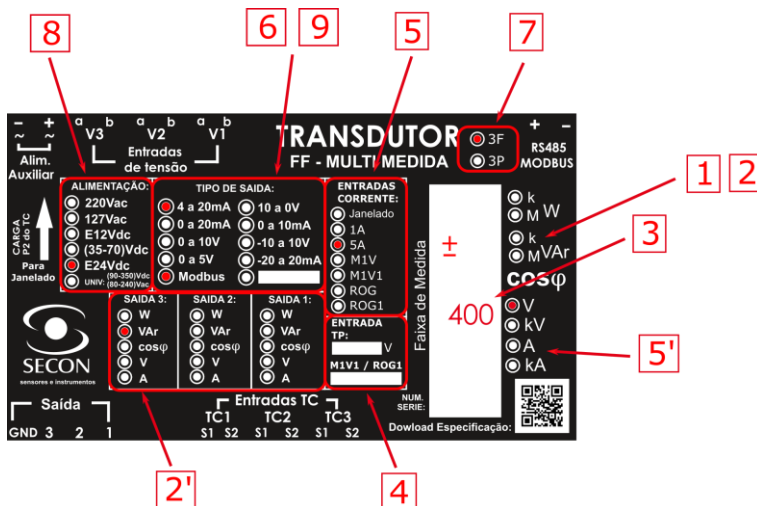 8
6 9
5
7
- +
~ ~
Alim.
Auxiliar
a b a b a b
V3 V2 V1
Entradas
de tensão
TRANSDUTOR
FF - MULTI MEDIDA
3F
3P
+ -
RS485
MODBUS
CARGA
P2 do TC
Para
Janelado
ALIMENTAÇÃO:
220Vac
127Vac
E12Vdc
(35-70)Vdc
E24Vdc
UNIV: (90-350)Vdc
(80-240)Vac
TIPO DE SAIDA:
4 a 20mA 10 a 0V
0 a 20mA 0 a 10mA
0 a 10V -10 a 10V
0 a 5V -20 a 20mA
Modbus
ENTRADAS
CORRENTE:
Janelado
1A
5A
M1V
M1V1
ROG
ROG1
Faixa de Medida
±
400
k
M W
k
M VAr
cosφ
V
kV
A
kA
1 2
3
5'
SAIDA 3: SAIDA 2: SAIDA 1:
W W W
VAr VAr VAr
cosφ cosφ cosφ
V V V
A A A
ENTRADA
TP:
V
M1V1 / ROG1
SECON
sensores e instrumentos
Saída
GND 3 2 1
Entradas TC
TC1 TC2 TC3
S1 S2 S1 S2 S1 S2
NUM.
SERIE:
Dowload Especificação:
2'
4